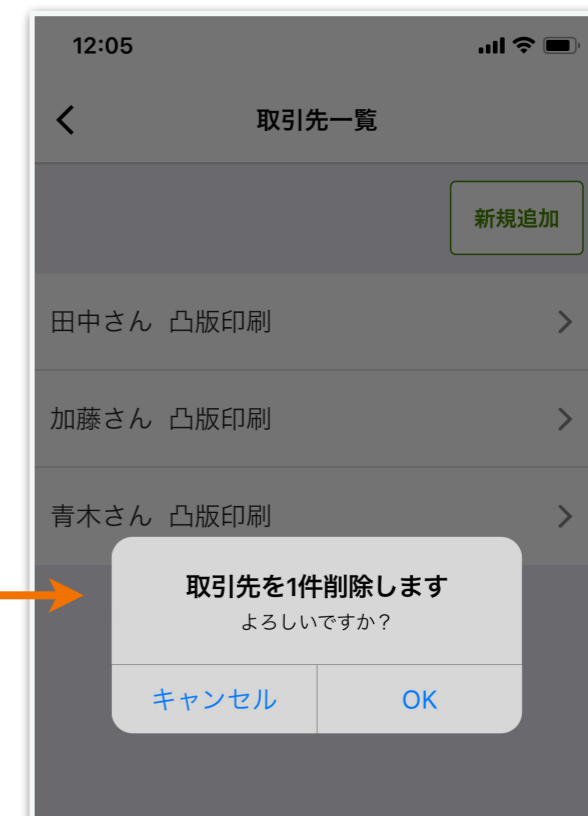 12:05
取引先一覧
新規追加
田中さん 凸版印刷
加藤さん 凸版印刷
青木さん 凸版印刷
取引先を1件削除します
よろしいですか？
キャンセル OK